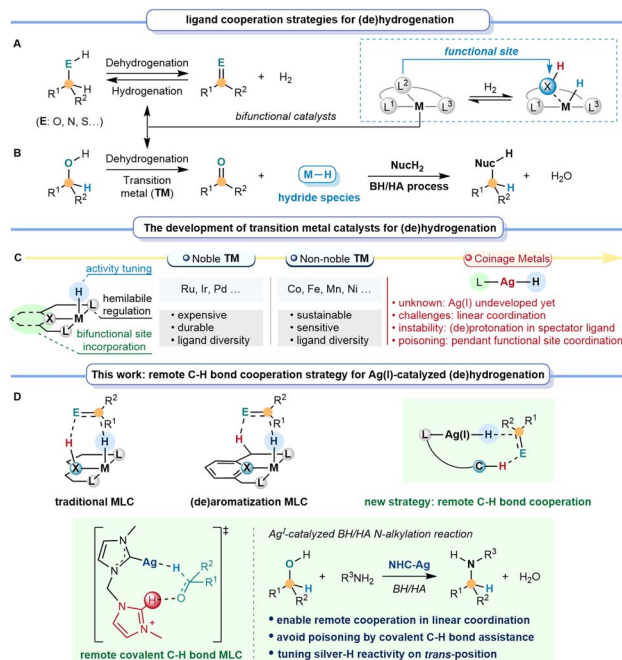 ligand cooperation strategies for (de)hydrogenation
A
H
E
H
R¹
R²
Dehydrogenation
Hydrogenation
E
R¹
R²
+ H₂
(E: O, N, S...)
functional site
L²
L¹
M
L³
H₂
H
X
H
L¹
M
L³
bifunctional catalysts
B
H
O
H
R¹
R²
Dehydrogenation
Transition
metal (TM)
O
R¹
R²
+
M–H
hydride species
NucH₂
BH/HA process
H
Nuc
H
R¹
R²
+ H₂O
The development of transition metal catalysts for (de)hydrogenation
C
activity tuning
H
L
hemilabile
regulation
X
M
L'
bifunctional site
incorporation
Noble TM
Ru, Ir, Pd ...
• expensive
• durable
• ligand diversity
Non-noble TM
Co, Fe, Mn, Ni ...
• sustainable
• sensitive
• ligand diversity
Coinage Metals
L–Ag–H
• unknown: Ag(I) undeveloped yet
• challenges: linear coordination
• instability: (de)protonation in spectator ligand
• poisoning: pendant functional site coordination
This work: remote C-H bond cooperation strategy for Ag(I)-catalyzed (de)hydrogenation
D
R²
E
R¹
H
H
L
X
M
L'
traditional MLC
R²
E
R¹
H
H
L
X
M
L'
(de)aromatization MLC
L
Ag(I)
H
R²
R¹
E
C
H
new strategy: remote C-H bond cooperation
‡
N
N
Ag
H
R²
R¹
H
O
N
N
+
remote covalent C-H bond MLC
Agᴵ-catalyzed BH/HA N-alkylation reaction
H
O
H
R¹
R²
+ R³NH₂
NHC-Ag
BH/HA
H
N
R³
H
R¹
R²
+ H₂O
• enable remote cooperation in linear coordination
• avoid poisoning by covalent C-H bond assistance
• tuning silver-H reactivity on trans-position